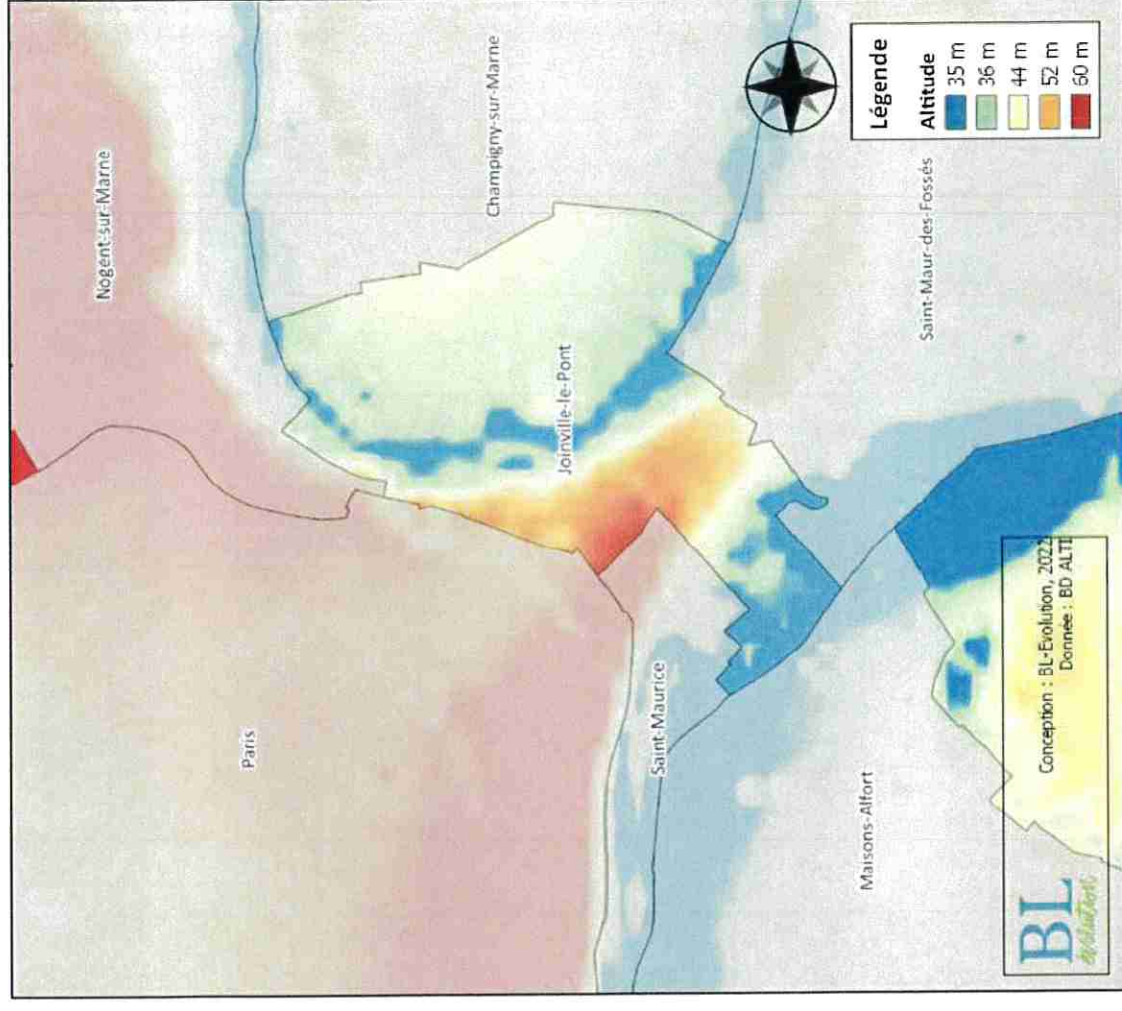 Nogent-sur-Marne
Paris
Champigny-sur-Marne
Joinville-le-Pont
Saint-Maurice
Maisons-Alfort
Saint-Maur-des-Fossés
Légende
Altitude
35 m
36 m
44 m
52 m
60 m
BL
évolution
Conception : BL-Evolution, 2022
Donnée : BD ALTI